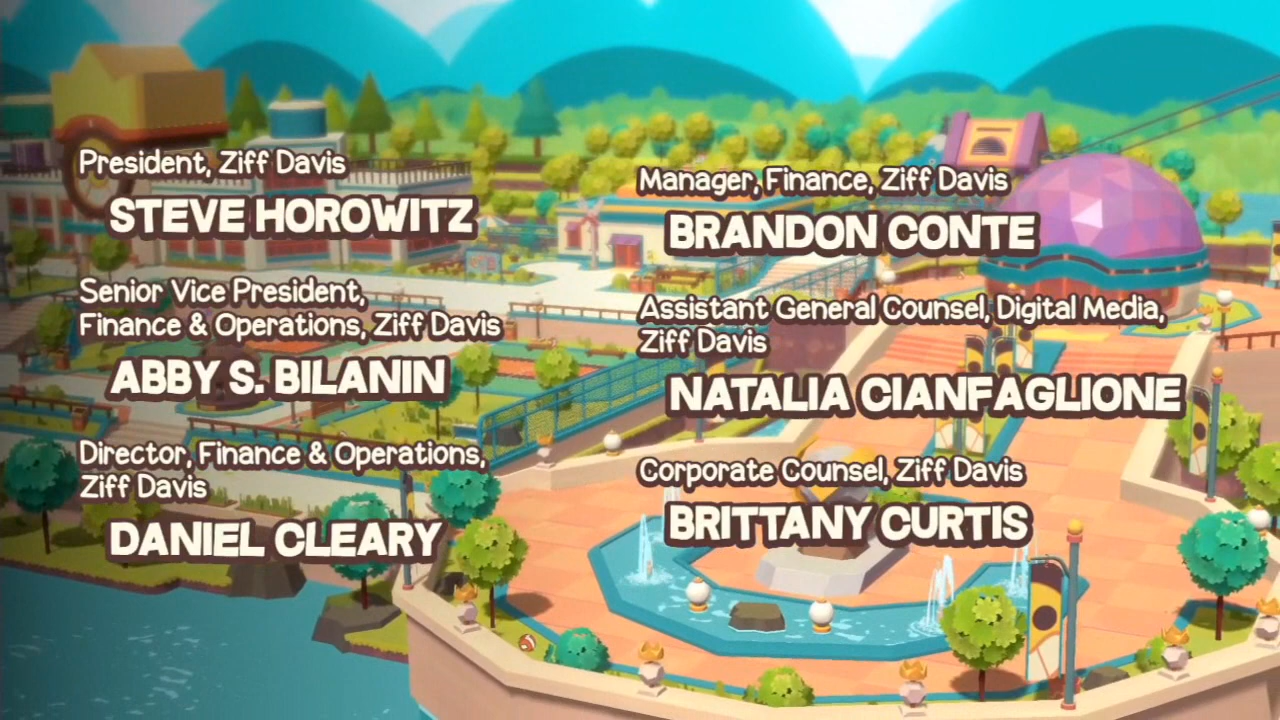 President, Ziff Davis
STEVE HOROWITZ
Senior Vice President,
Finance & Operations, Ziff Davis
ABBY S. BILANIN
Director, Finance & Operations,
Ziff Davis
DANIEL CLEARY
Manager, Finance, Ziff Davis
BRANDON CONTE
Assistant General Counsel, Digital Media,
Ziff Davis
NATALIA CIANFAGLIONE
Corporate Counsel, Ziff Davis
BRITTANY CURTIS